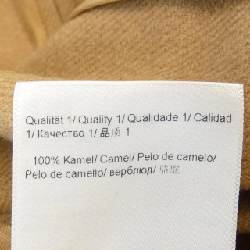 Qualität 1/ Quality 1/ Qualidade 1/ Calidad
1/ Качество 1/ 品质 1
100% Kamel/ Camel/ Pelo de camelo/
Pelo de camello/ верблюд/